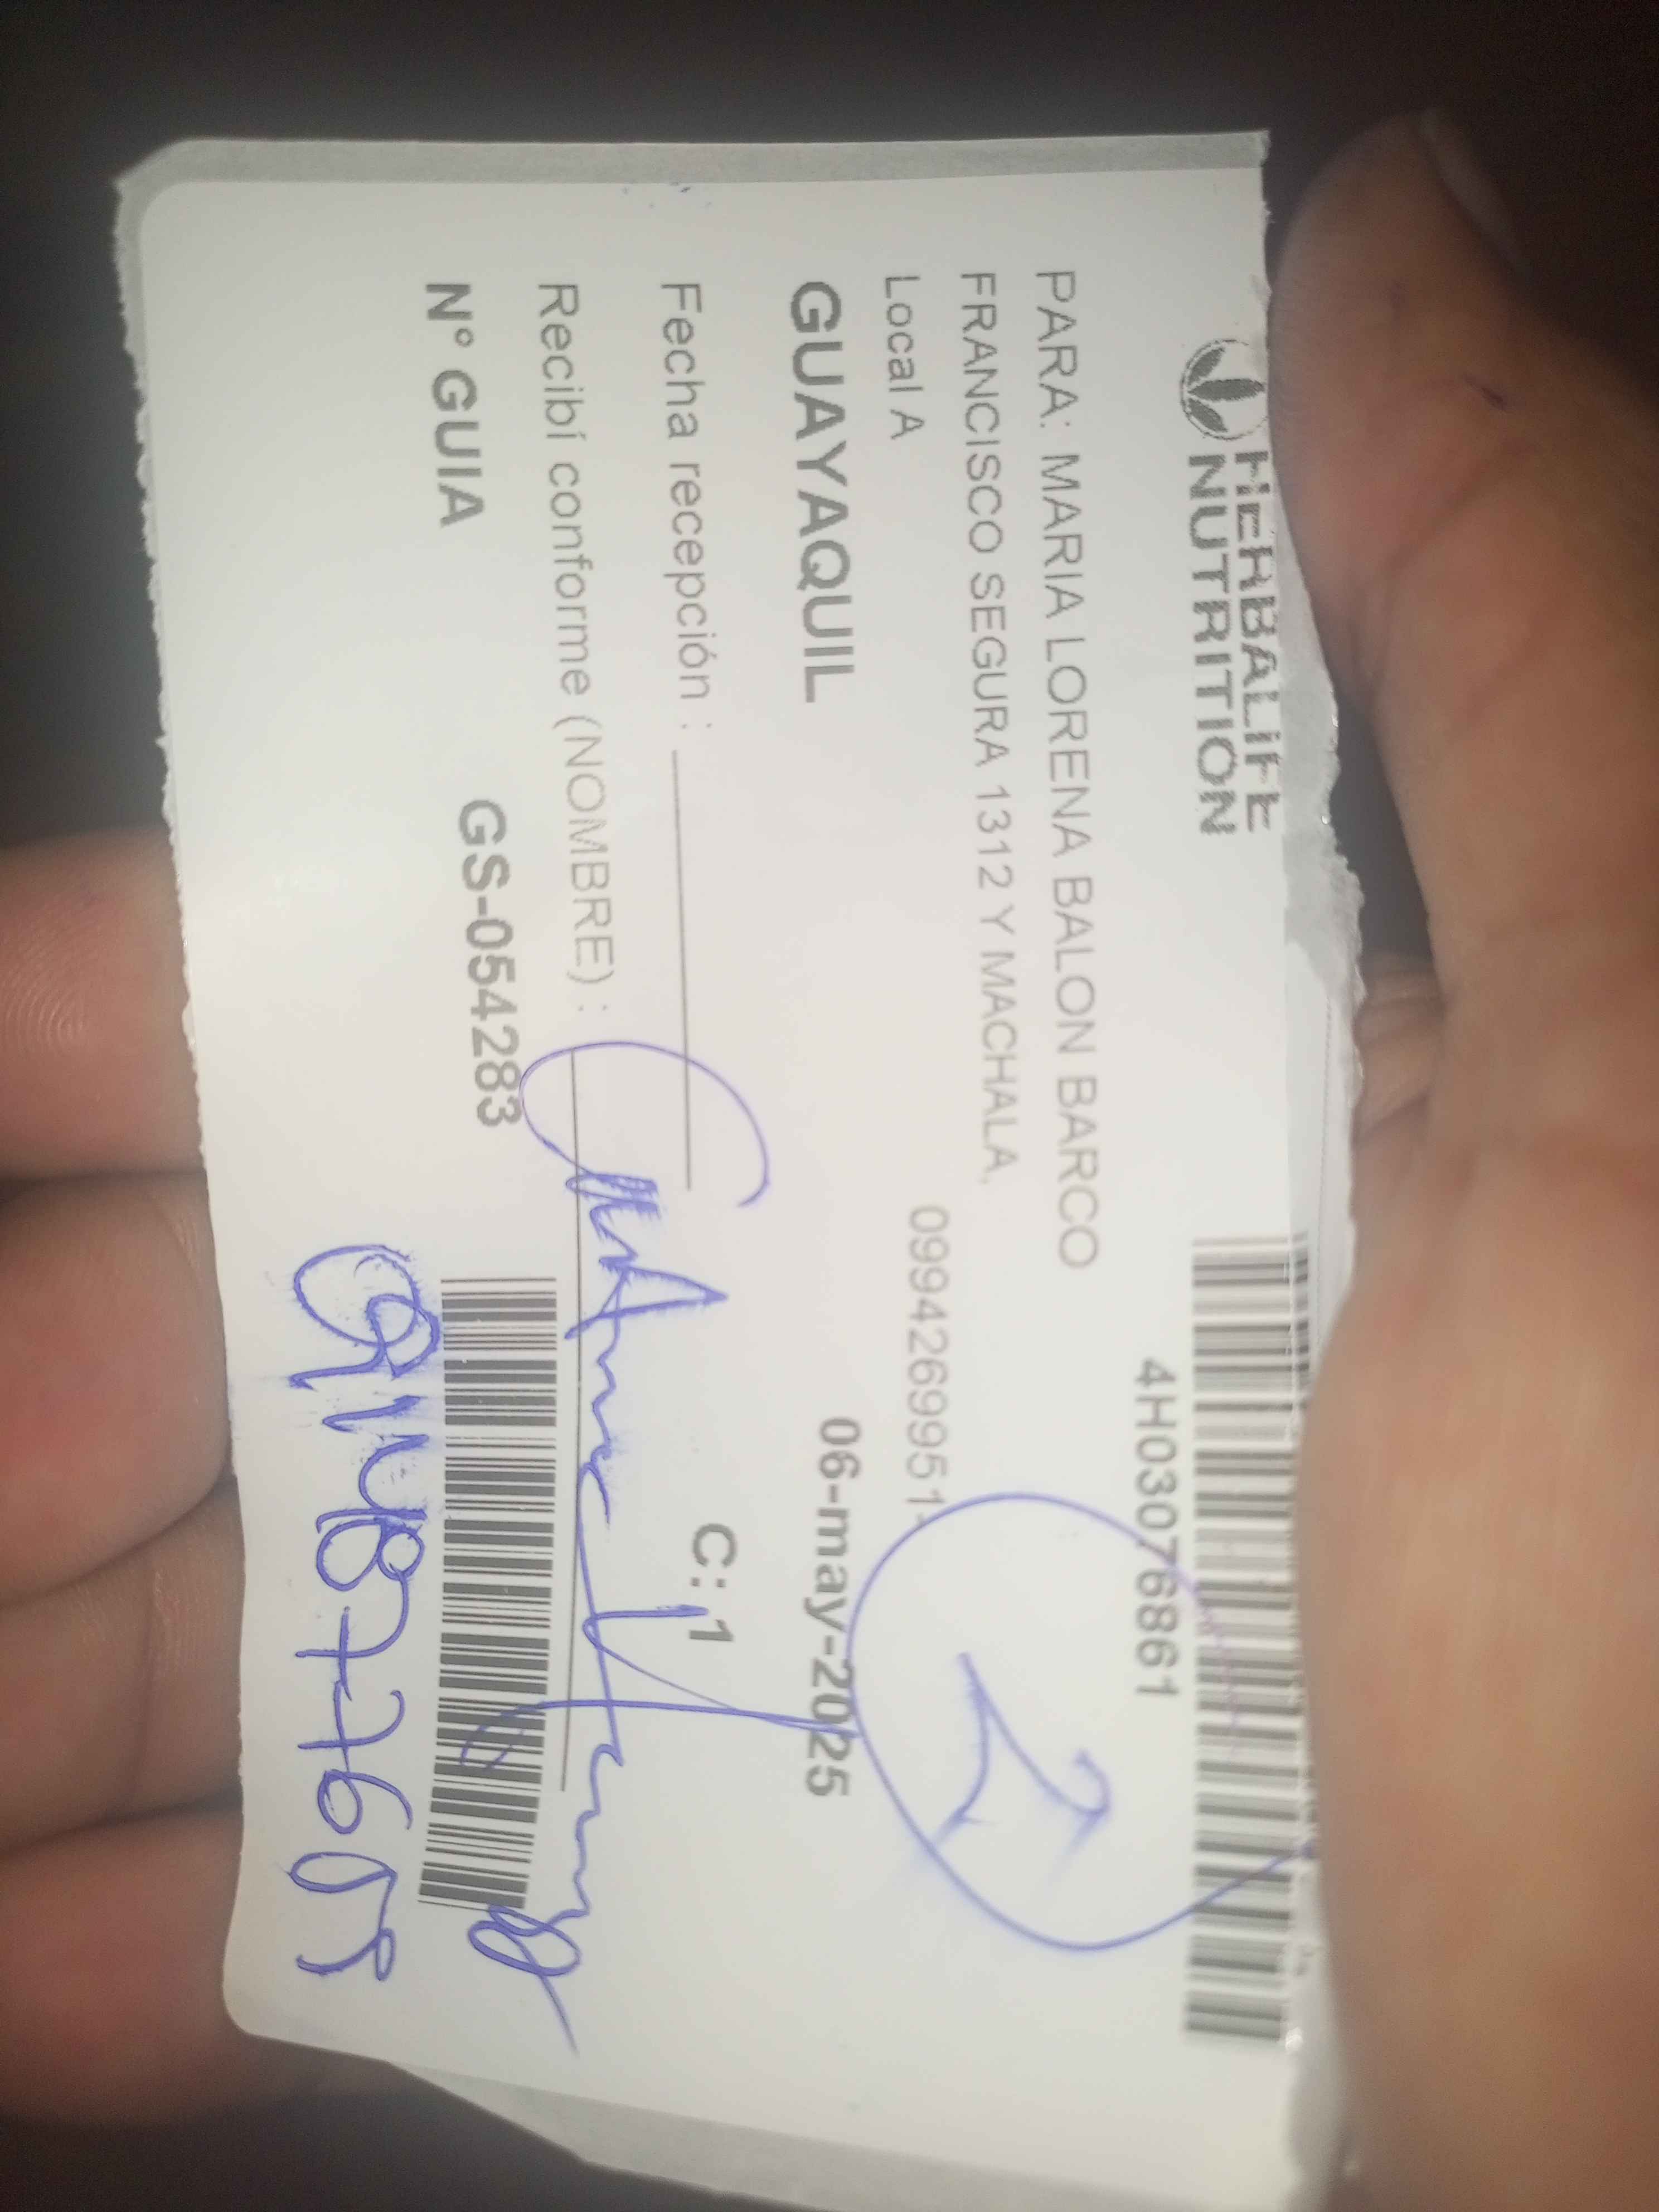 HERBALIFE
NUTRITION
4H03076861
PARA: MARIA LORENA BALON BARCO
FRANCISCO SEGURA 1312 Y MACHALA,
Local A 0994269951
GUAYAQUIL 06-may-2025
2
Fecha recepción : C: 1
Recibí conforme (NOMBRE) :
N° GUIA GS-054283